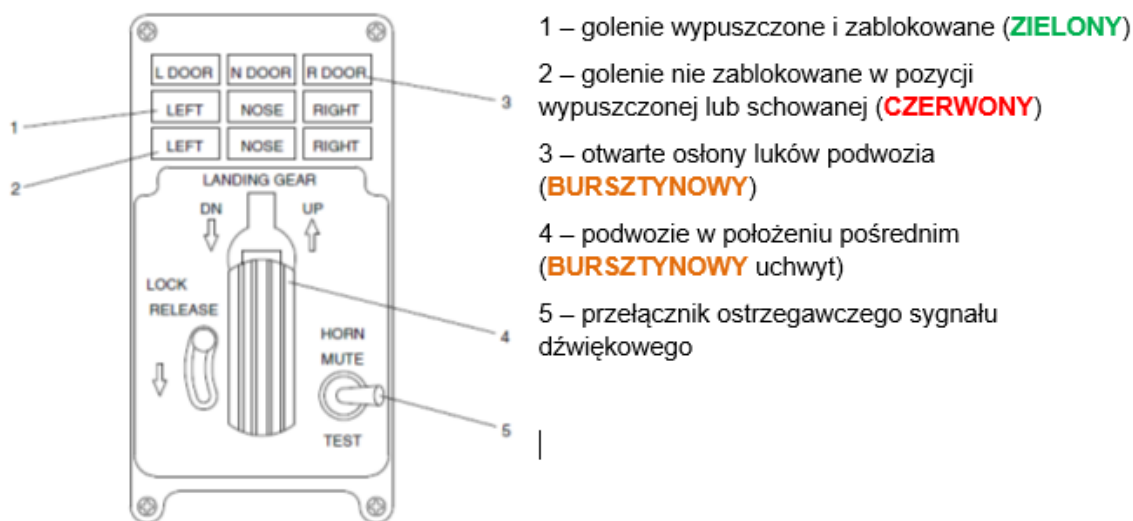 L DOOR N DOOR R DOOR
LEFT NOSE RIGHT
LEFT NOSE RIGHT
LANDING GEAR
DN UP
LOCK
RELEASE
HORN
MUTE
TEST
1
2
3
4
5
1 – golenie wypuszczone i zablokowane (ZIELONY)
2 – golenie nie zablokowane w pozycji
wypuszczonej lub schowanej (CZERWONY)
3 – otwarte osłony luków podwozia
(BURSZTYNOWY)
4 – podwozie w położeniu pośrednim
(BURSZTYNOWY uchwyt)
5 – przełącznik ostrzegawczego sygnału
dźwiękowego